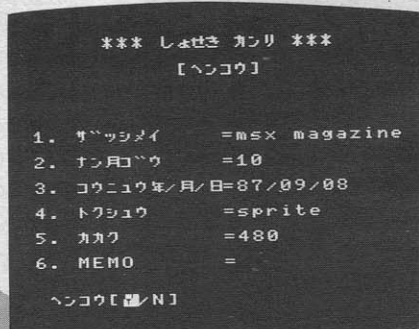 *** しょせき カンリ ***
[ヘンコウ]
1. ザッシメイ =msx magazine
2. ナン月ゴウ =10
3. コウニュウ年/月/日=87/09/08
4. トクシュウ =sprite
5. カカク =480
6. MEMO =
ヘンコウ[Y/N]